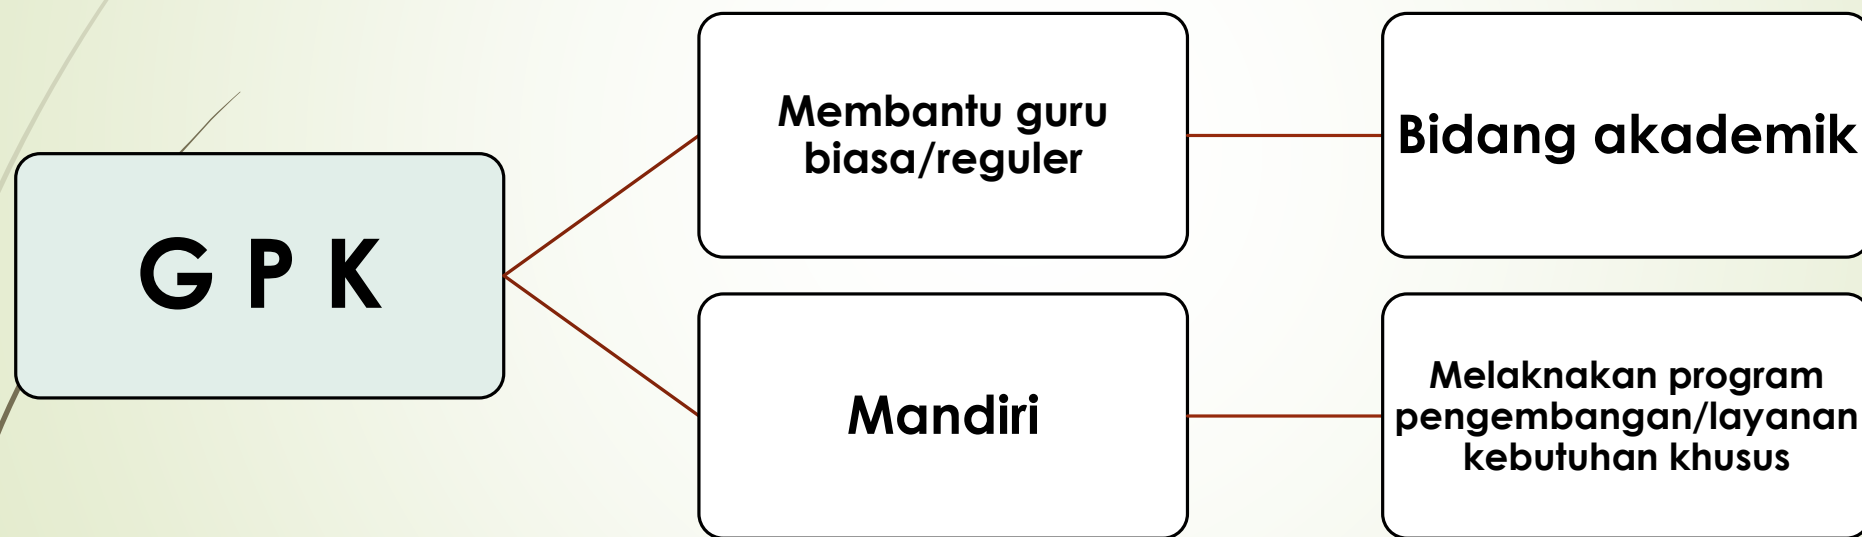 G P K
Membantu guru
biasa/reguler
Bidang akademik
Mandiri
Melaknakan program
pengembangan/layanan
kebutuhan khusus